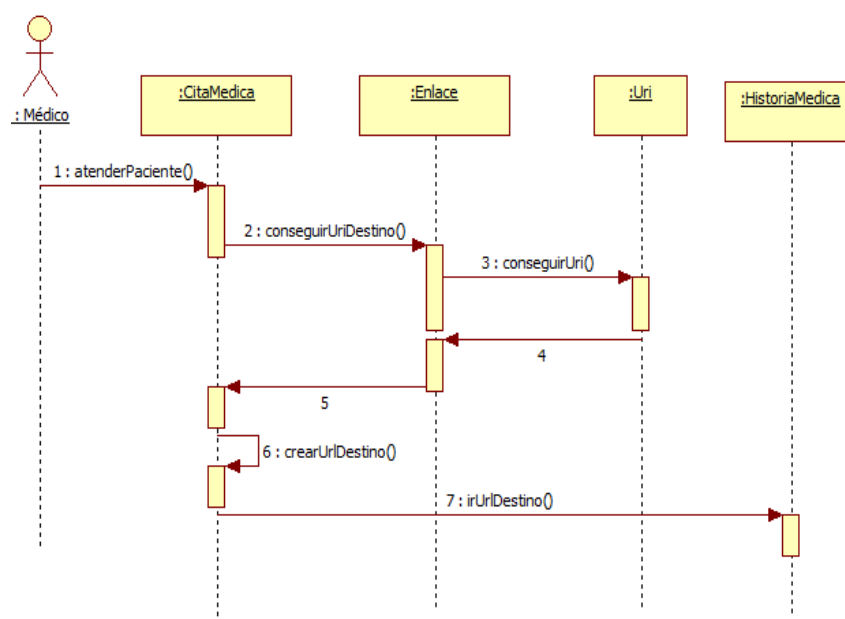 : Médico
:CitaMedica
:Enlace
:Uri
:HistoriaMedica
1 : atenderPaciente()
2 : conseguirUriDestino()
3 : conseguirUri()
4
5
6 : crearUrlDestino()
7 : irUrlDestino()